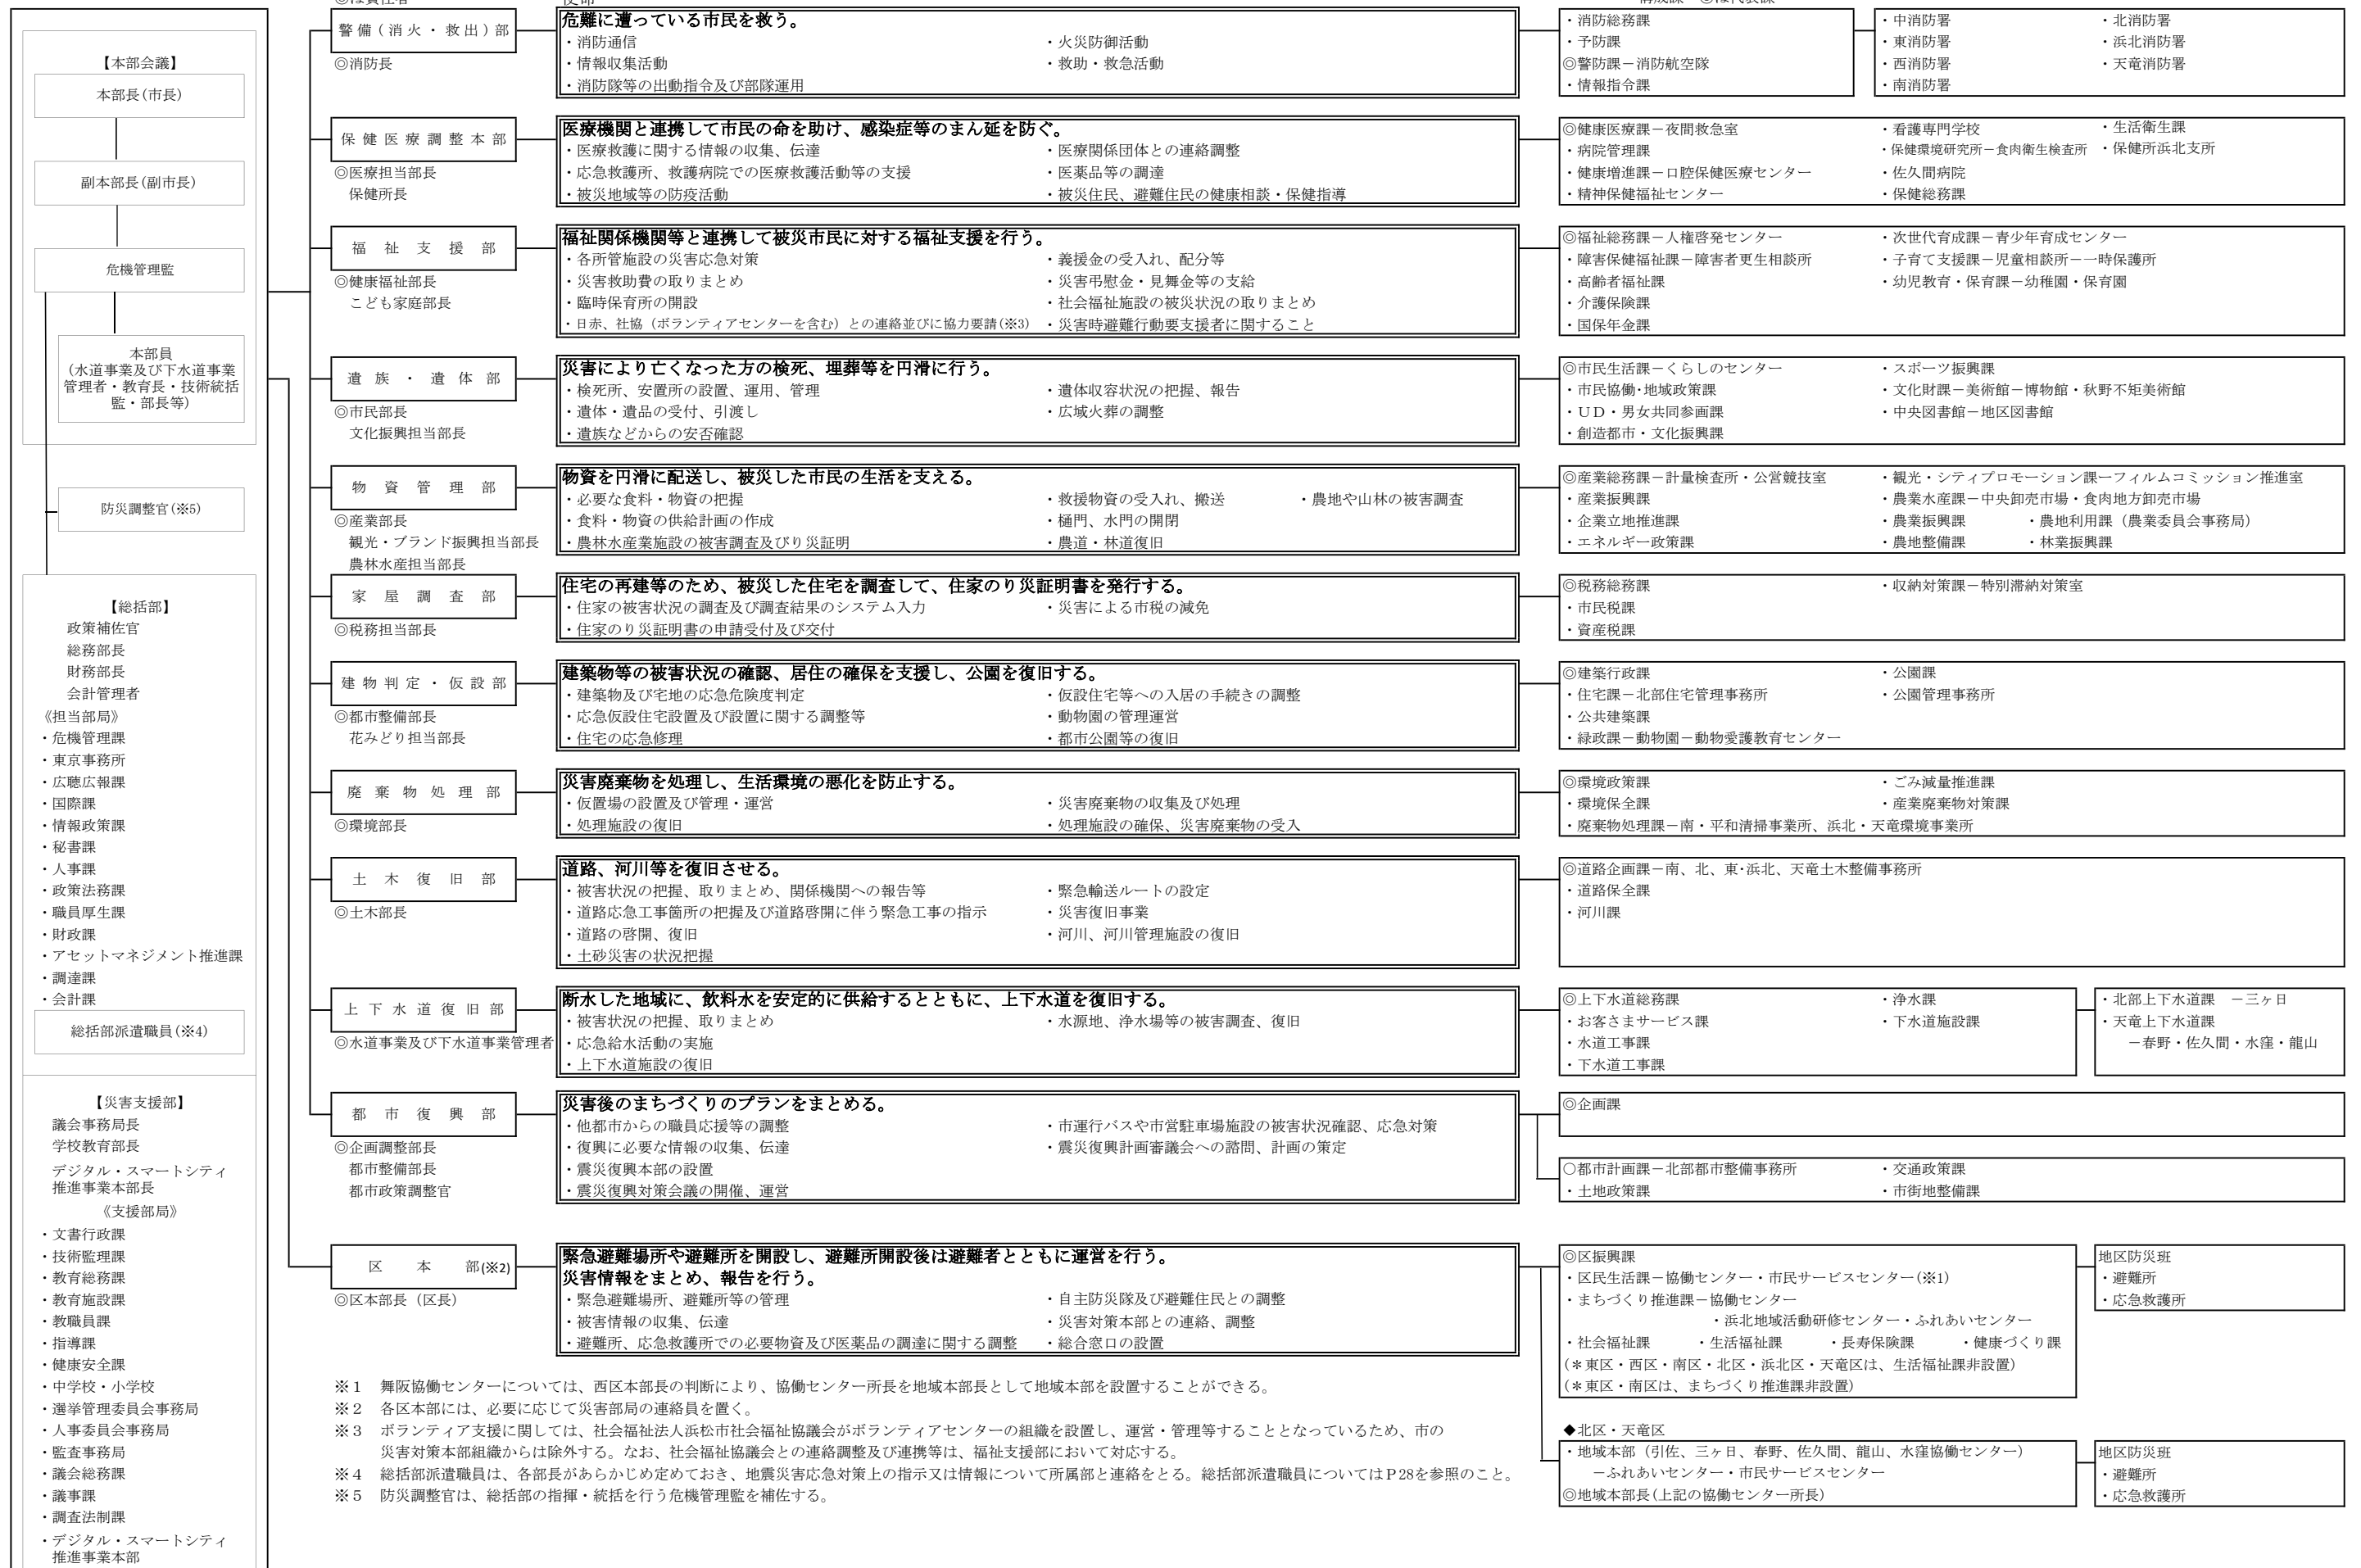 【本部会議】
本部長(市長)
副本部長(副市長)
危機管理監
本部員
(水道事業及び下水道事業
管理者・教育長・技術統括
監・部長等)
防災調整官(※5)
【総括部】
政策補佐官
総務部長
財務部長
会計管理者
《担当部局》
・危機管理課
・東京事務所
・広聴広報課
・国際課
・情報政策課
・秘書課
・人事課
・政策法務課
・職員厚生課
・財政課
・アセットマネジメント推進課
・調達課
・会計課
総括部派遣職員(※4)
【災害支援部】
議会事務局長
学校教育部長
デジタル・スマートシティ
推進事業本部長
《支援部局》
・文書行政課
・技術監理課
・教育総務課
・教育施設課
・教職員課
・指導課
・健康安全課
・中学校・小学校
・選挙管理委員会事務局
・人事委員会事務局
・監査事務局
・議会総務課
・議事課
・調査法制課
・デジタル・スマートシティ
推進事業本部
警備(消火・救出)部
◎消防長
危難に遭っている市民を救う。
・消防通信 ・火災防御活動
・情報収集活動 ・救助・救急活動
・消防隊等の出動指令及び部隊運用
・消防総務課
・予防課
◎警防課－消防航空隊
・情報指令課
・中消防署 ・北消防署
・東消防署 ・浜北消防署
・西消防署 ・天竜消防署
・南消防署
保健医療調整本部
◎医療担当部長
保健所長
医療機関と連携して市民の命を助け、感染症等のまん延を防ぐ。
・医療救護に関する情報の収集、伝達 ・医療関係団体との連絡調整
・応急救護所、救護病院での医療救護活動等の支援 ・医薬品等の調達
・被災地域等の防疫活動 ・被災住民、避難住民の健康相談・保健指導
◎健康医療課－夜間救急室 ・看護専門学校 ・生活衛生課
・病院管理課 ・保健環境研究所－食肉衛生検査所 ・保健所浜北支所
・健康増進課－口腔保健医療センター ・佐久間病院
・精神保健福祉センター ・保健総務課
福祉支援部
◎健康福祉部長
こども家庭部長
福祉関係機関等と連携して被災市民に対する福祉支援を行う。
・各所管施設の災害応急対策 ・義援金の受入れ、配分等
・災害救助費の取りまとめ ・災害弔慰金・見舞金等の支給
・臨時保育所の開設 ・社会福祉施設の被災状況の取りまとめ
・日赤、社協（ボランティアセンターを含む）との連絡並びに協力要請(※3) ・災害時避難行動要支援者に関すること
◎福祉総務課－人権啓発センター ・次世代育成課－青少年育成センター
・障害保健福祉課－障害者更生相談所 ・子育て支援課－児童相談所－一時保護所
・高齢者福祉課 ・幼児教育・保育課－幼稚園・保育園
・介護保険課
・国保年金課
遺族・遺体部
◎市民部長
文化振興担当部長
災害により亡くなった方の検死、埋葬等を円滑に行う。
・検死所、安置所の設置、運用、管理 ・遺体収容状況の把握、報告
・遺体・遺品の受付、引渡し ・広域火葬の調整
・遺族などからの安否確認
◎市民生活課－くらしのセンター ・スポーツ振興課
・市民協働･地域政策課 ・文化財課－美術館－博物館・秋野不矩美術館
・ＵＤ・男女共同参画課 ・中央図書館－地区図書館
・創造都市・文化振興課
物資管理部
◎産業部長
観光・ブランド振興担当部長
農林水産担当部長
物資を円滑に配送し、被災した市民の生活を支える。
・必要な食料・物資の把握 ・救援物資の受入れ、搬送 ・農地や山林の被害調査
・食料・物資の供給計画の作成 ・樋門、水門の開閉
・農林水産業施設の被害調査及びり災証明 ・農道・林道復旧
◎産業総務課－計量検査所・公営競技室 ・観光・シティプロモーション課ーフィルムコミッション推進室
・産業振興課 ・農業水産課－中央卸売市場・食肉地方卸売市場
・企業立地推進課 ・農業振興課 ・農地利用課（農業委員会事務局）
・エネルギー政策課 ・農地整備課 ・林業振興課
家屋調査部
◎税務担当部長
住宅の再建等のため、被災した住宅を調査して、住家のり災証明書を発行する。
・住家の被害状況の調査及び調査結果のシステム入力 ・災害による市税の減免
・住家のり災証明書の申請受付及び交付
◎税務総務課 ・収納対策課－特別滞納対策室
・市民税課
・資産税課
建物判定・仮設部
◎都市整備部長
花みどり担当部長
建築物等の被害状況の確認、居住の確保を支援し、公園を復旧する。
・建築物及び宅地の応急危険度判定 ・仮設住宅等への入居の手続きの調整
・応急仮設住宅設置及び設置に関する調整等 ・動物園の管理運営
・住宅の応急修理 ・都市公園等の復旧
◎建築行政課 ・公園課
・住宅課－北部住宅管理事務所 ・公園管理事務所
・公共建築課
・緑政課－動物園－動物愛護教育センター
廃棄物処理部
◎環境部長
災害廃棄物を処理し、生活環境の悪化を防止する。
・仮置場の設置及び管理・運営 ・災害廃棄物の収集及び処理
・処理施設の復旧 ・処理施設の確保、災害廃棄物の受入
◎環境政策課 ・ごみ減量推進課
・環境保全課 ・産業廃棄物対策課
・廃棄物処理課－南・平和清掃事業所、浜北・天竜環境事業所
土木復旧部
◎土木部長
道路、河川等を復旧させる。
・被害状況の把握、取りまとめ、関係機関への報告等 ・緊急輸送ルートの設定
・道路応急工事箇所の把握及び道路啓開に伴う緊急工事の指示 ・災害復旧事業
・道路の啓開、復旧 ・河川、河川管理施設の復旧
・土砂災害の状況把握
◎道路企画課－南、北、東･浜北、天竜土木整備事務所
・道路保全課
・河川課
上下水道復旧部
◎水道事業及び下水道事業管理者
断水した地域に、飲料水を安定的に供給するとともに、上下水道を復旧する。
・被害状況の把握、取りまとめ ・水源地、浄水場等の被害調査、復旧
・応急給水活動の実施
・上下水道施設の復旧
◎上下水道総務課 ・浄水課
・お客さまサービス課 ・下水道施設課
・水道工事課
・下水道工事課
・北部上下水道課 －三ヶ日
・天竜上下水道課
－春野・佐久間・水窪・龍山
都市復興部
◎企画調整部長
都市整備部長
都市政策調整官
災害後のまちづくりのプランをまとめる。
・他都市からの職員応援等の調整 ・市運行バスや市営駐車場施設の被害状況確認、応急対策
・復興に必要な情報の収集、伝達 ・震災復興計画審議会への諮問、計画の策定
・震災復興本部の設置
・震災復興対策会議の開催、運営
◎企画課
○都市計画課－北部都市整備事務所 ・交通政策課
・土地政策課 ・市街地整備課
区本部(※2)
◎区本部長（区長）
緊急避難場所や避難所を開設し、避難所開設後は避難者とともに運営を行う。
災害情報をまとめ、報告を行う。
・緊急避難場所、避難所等の管理 ・自主防災隊及び避難住民との調整
・被害情報の収集、伝達 ・災害対策本部との連絡、調整
・避難所、応急救護所での必要物資及び医薬品の調達に関する調整 ・総合窓口の設置
◎区振興課
・区民生活課－協働センター・市民サービスセンター(※1)
・まちづくり推進課－協働センター
・浜北地域活動研修センター・ふれあいセンター
・社会福祉課 ・生活福祉課 ・長寿保険課 ・健康づくり課
(＊東区・西区・南区・北区・浜北区・天竜区は、生活福祉課非設置)
(＊東区・南区は、まちづくり推進課非設置)
地区防災班
・避難所
・応急救護所
◆北区・天竜区
・地域本部（引佐、三ヶ日、春野、佐久間、龍山、水窪協働センター）
－ふれあいセンター・市民サービスセンター
◎地域本部長(上記の協働センター所長)
地区防災班
・避難所
・応急救護所
※１ 舞阪協働センターについては、西区本部長の判断により、協働センター所長を地域本部長として地域本部を設置することができる。
※２ 各区本部には、必要に応じて災害部局の連絡員を置く。
※３ ボランティア支援に関しては、社会福祉法人浜松市社会福祉協議会がボランティアセンターの組織を設置し、運営・管理等することとなっているため、市の
災害対策本部組織からは除外する。なお、社会福祉協議会との連絡調整及び連携等は、福祉支援部において対応する。
※４ 総括部派遣職員は、各部長があらかじめ定めておき、地震災害応急対策上の指示又は情報について所属部と連絡をとる。総括部派遣職員についてはＰ28を参照のこと。
※５ 防災調整官は、総括部の指揮・統括を行う危機管理監を補佐する。